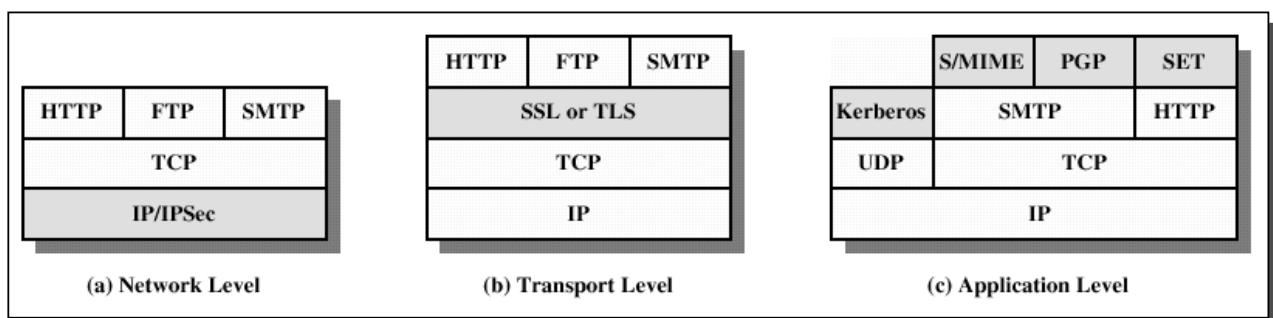 HTTP FTP SMTP
TCP
IP/IPSec
(a) Network Level
HTTP FTP SMTP
SSL or TLS
TCP
IP
(b) Transport Level
S/MIME PGP SET
Kerberos SMTP HTTP
UDP TCP
IP
(c) Application Level